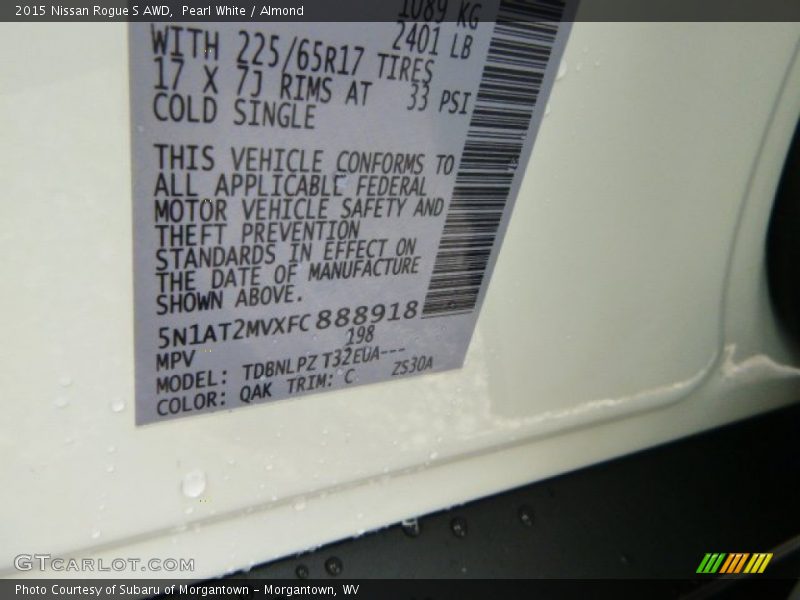 2015 Nissan Rogue S AWD,  Pearl White / Almond
1089 KG
WITH 225/65R17 2401 LB
17 X 7J RIMS AT TIRES
COLD SINGLE 33 PSI
THIS VEHICLE CONFORMS TO
ALL APPLICABLE FEDERAL
MOTOR VEHICLE SAFETY AND
THEFT PREVENTION
STANDARDS IN EFFECT ON
THE DATE OF MANUFACTURE
SHOWN ABOVE.
5N1AT2MVXFC888918
MPV 198
MODEL: TDBNLPZ T32EUA---
COLOR: QAK TRIM: C ZS30A
GTCARLOT.COM
Photo Courtesy of Subaru of Morgantown - Morgantown, WV